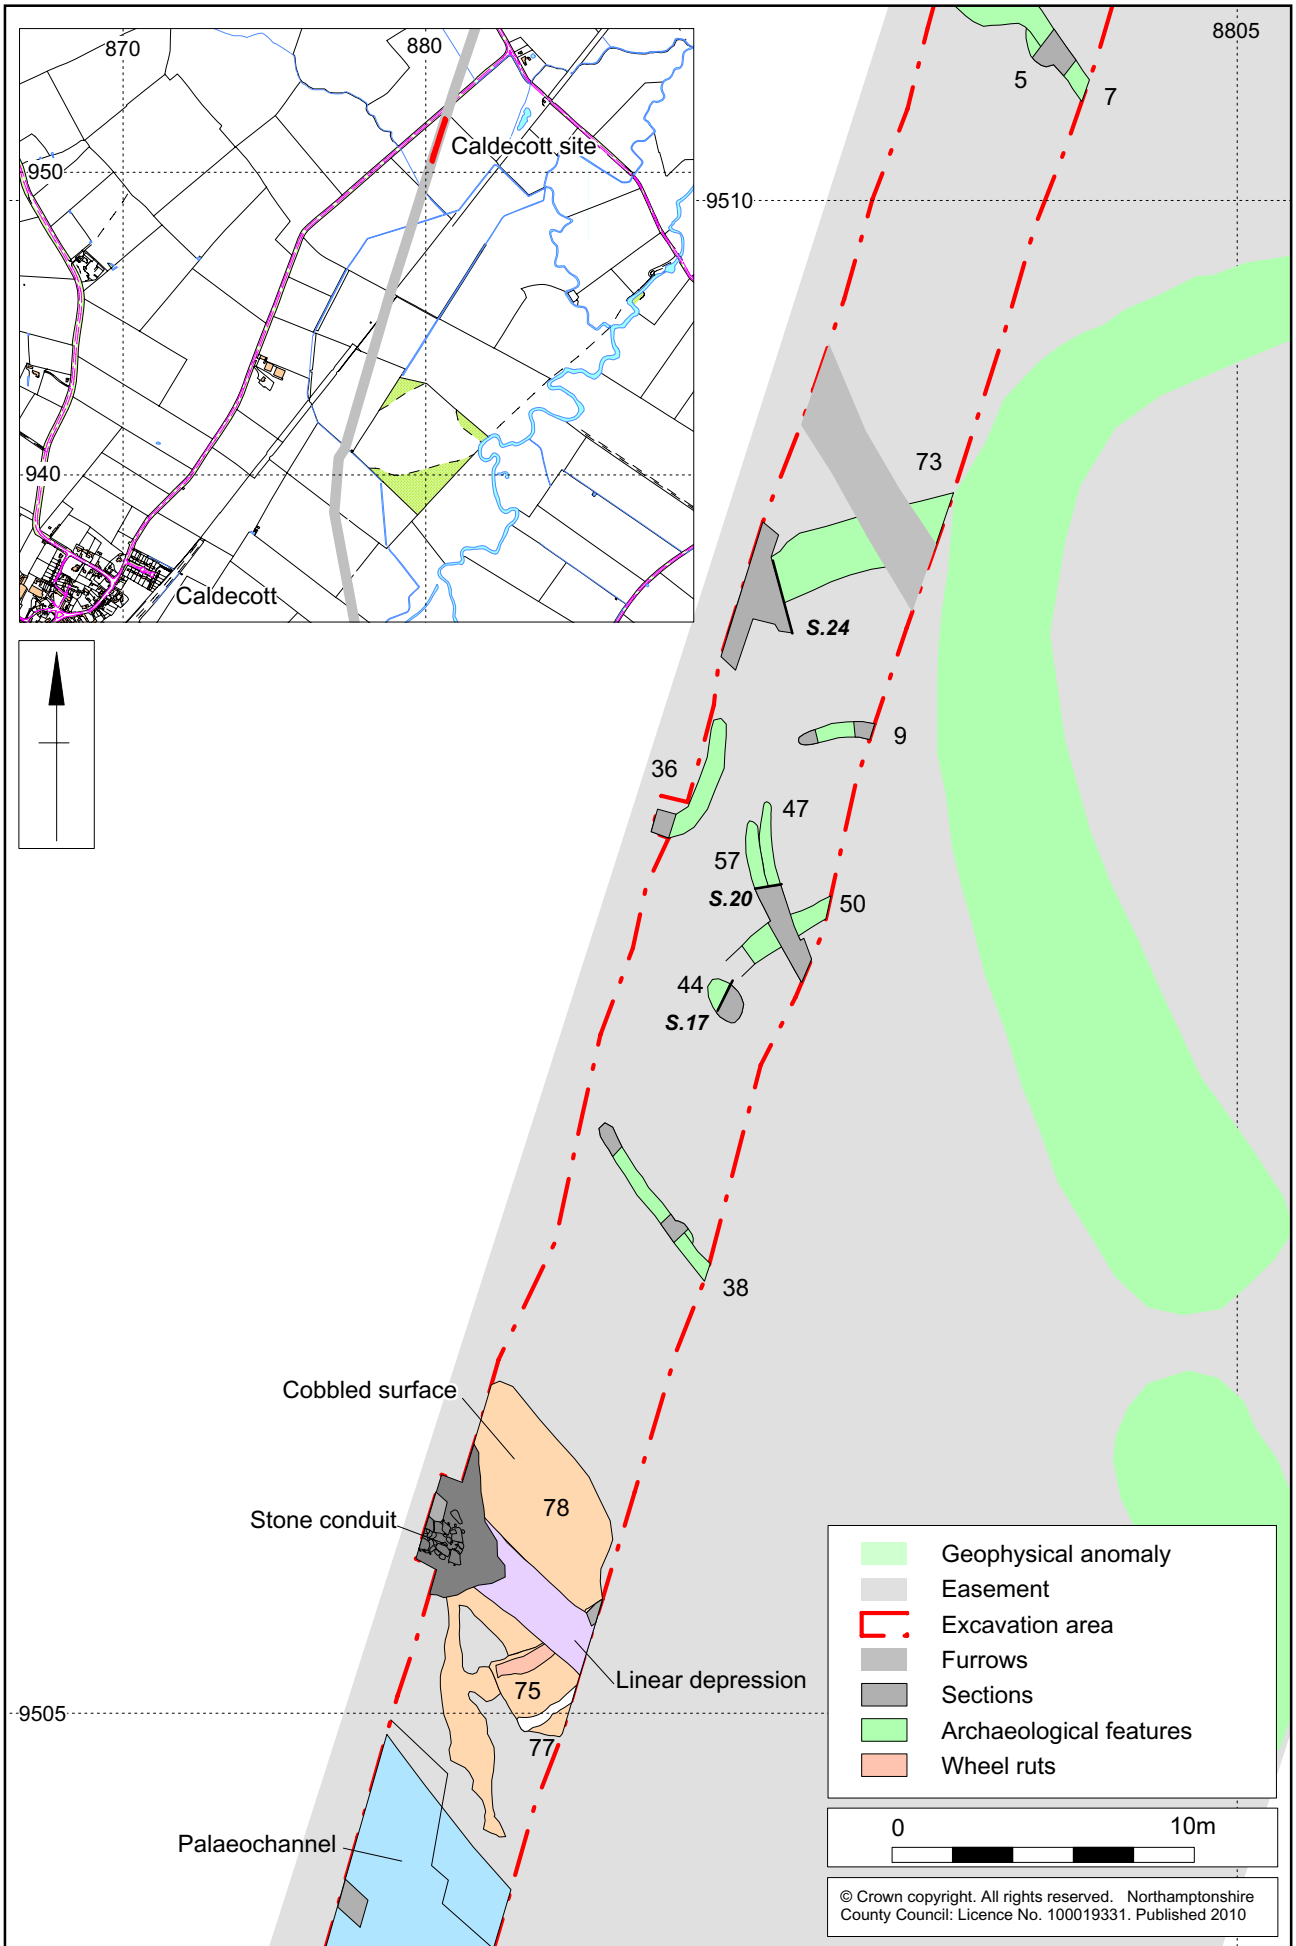 870
880
950
Caldecott site
940
Caldecott
8805
5
7
9510
73
S.24
9
36
47
57
S.20
50
44
S.17
38
Cobbled surface
78
Stone conduit
Linear depression
75
9505
77
Palaeochannel
Geophysical anomaly
Easement
Excavation area
Furrows
Sections
Archaeological features
Wheel ruts
0
10m
© Crown copyright. All rights reserved. Northamptonshire
County Council: Licence No. 100019331. Published 2010